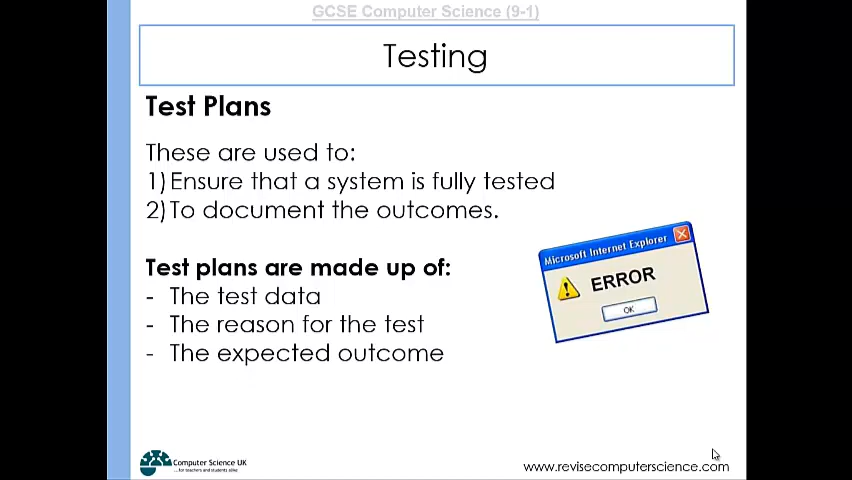 GCSE Computer Science (9-1)
Testing
Test Plans
These are used to:
1) Ensure that a system is fully tested
2) To document the outcomes.
Test plans are made up of:
- The test data
- The reason for the test
- The expected outcome
Microsoft Internet Explorer
ERROR
OK
Computer Science UK
...for teachers and students alike
www.revisecomputerscience.com